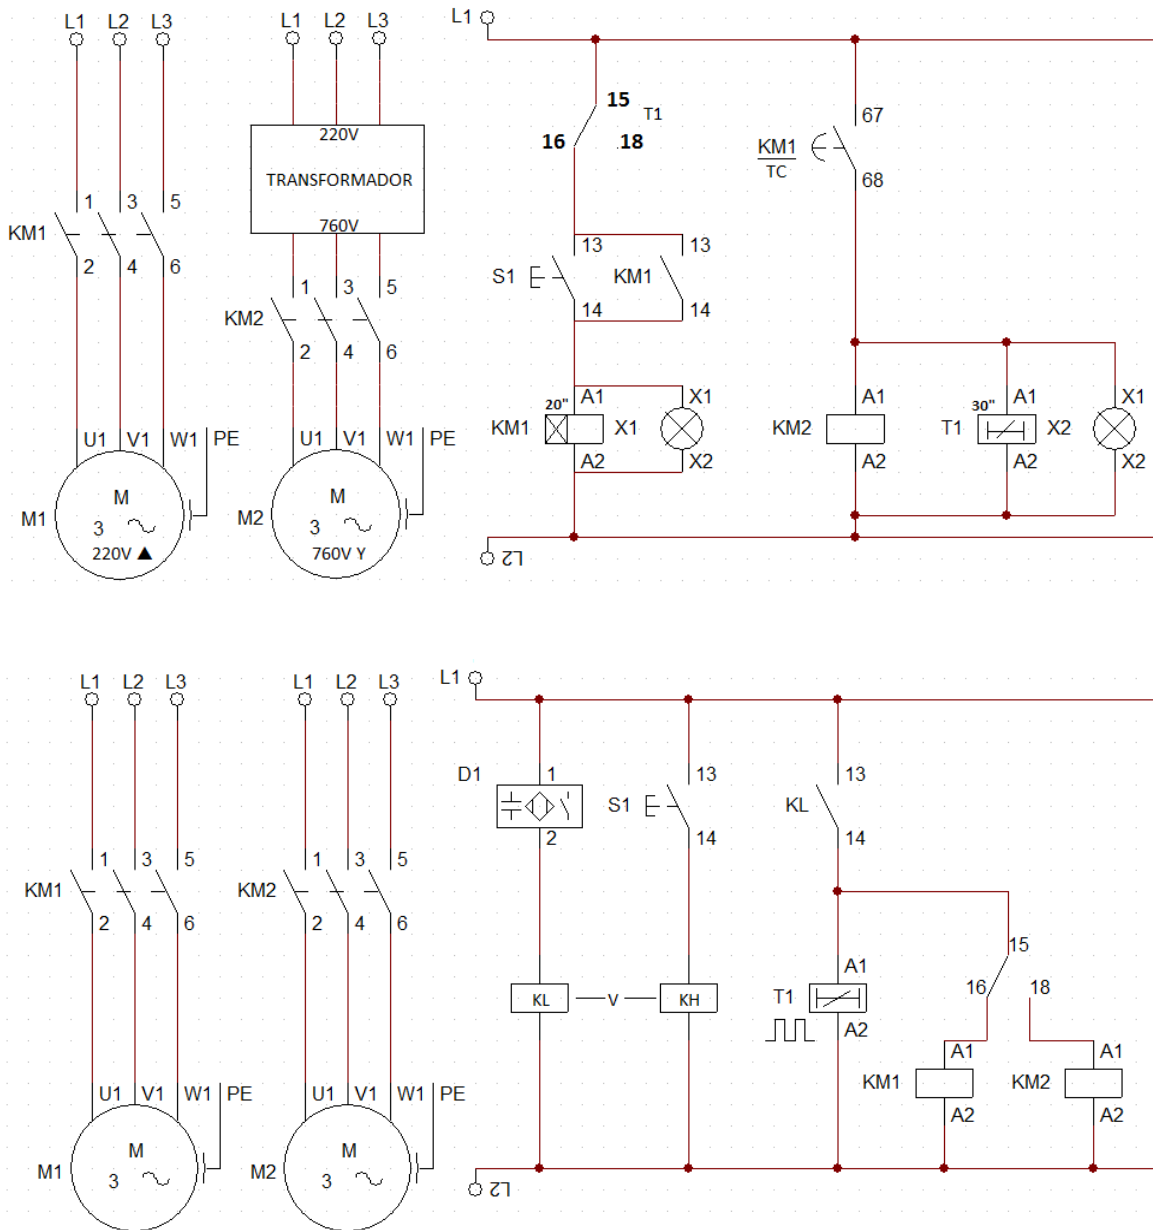 L1 L2 L3 L1 L2 L3 L1
15
T1
16 18
67
KM1
TC
68
220V
TRANSFORMADOR
760V
1 3 5
KM1
2 4 6
1 3 5
KM2
2 4 6
13 13
S1 KM1
14 14
20" A1 X1
KM1 X1
A2 X2
A1 30" A1 X1
KM2 T1 X2
A2 A2 X2
U1 V1 W1 PE
M1
M
3
220V
U1 V1 W1 PE
M2
M
3
760V Y
L2
L1 L2 L3 L1 L2 L3 L1
D1 1
2
13
S1
14
13
KL
14
1 3 5
KM1
2 4 6
1 3 5
KM2
2 4 6
15
16 18
KL V KH
A1
T1
A2
A1
KM1
A2
A1
KM2
A2
U1 V1 W1 PE
M1
M
3
U1 V1 W1 PE
M2
M
3
L2